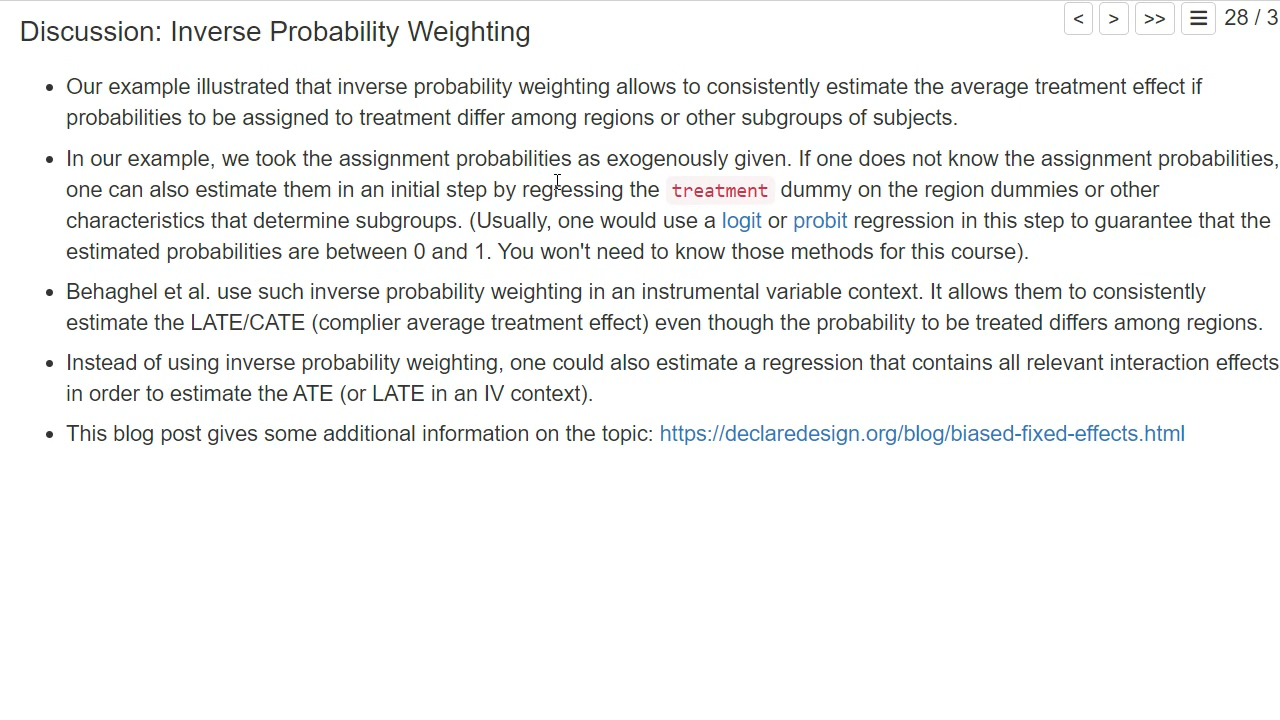 Discussion: Inverse Probability Weighting
< > >> ☰ 28 / 3
• Our example illustrated that inverse probability weighting allows to consistently estimate the average treatment effect if
probabilities to be assigned to treatment differ among regions or other subgroups of subjects.
• In our example, we took the assignment probabilities as exogenously given. If one does not know the assignment probabilities,
one can also estimate them in an initial step by regressing the treatment dummy on the region dummies or other
characteristics that determine subgroups. (Usually, one would use a logit or probit regression in this step to guarantee that the
estimated probabilities are between 0 and 1. You won't need to know those methods for this course).
• Behaghel et al. use such inverse probability weighting in an instrumental variable context. It allows them to consistently
estimate the LATE/CATE (complier average treatment effect) even though the probability to be treated differs among regions.
• Instead of using inverse probability weighting, one could also estimate a regression that contains all relevant interaction effects
in order to estimate the ATE (or LATE in an IV context).
• This blog post gives some additional information on the topic: https://declaredesign.org/blog/biased-fixed-effects.html